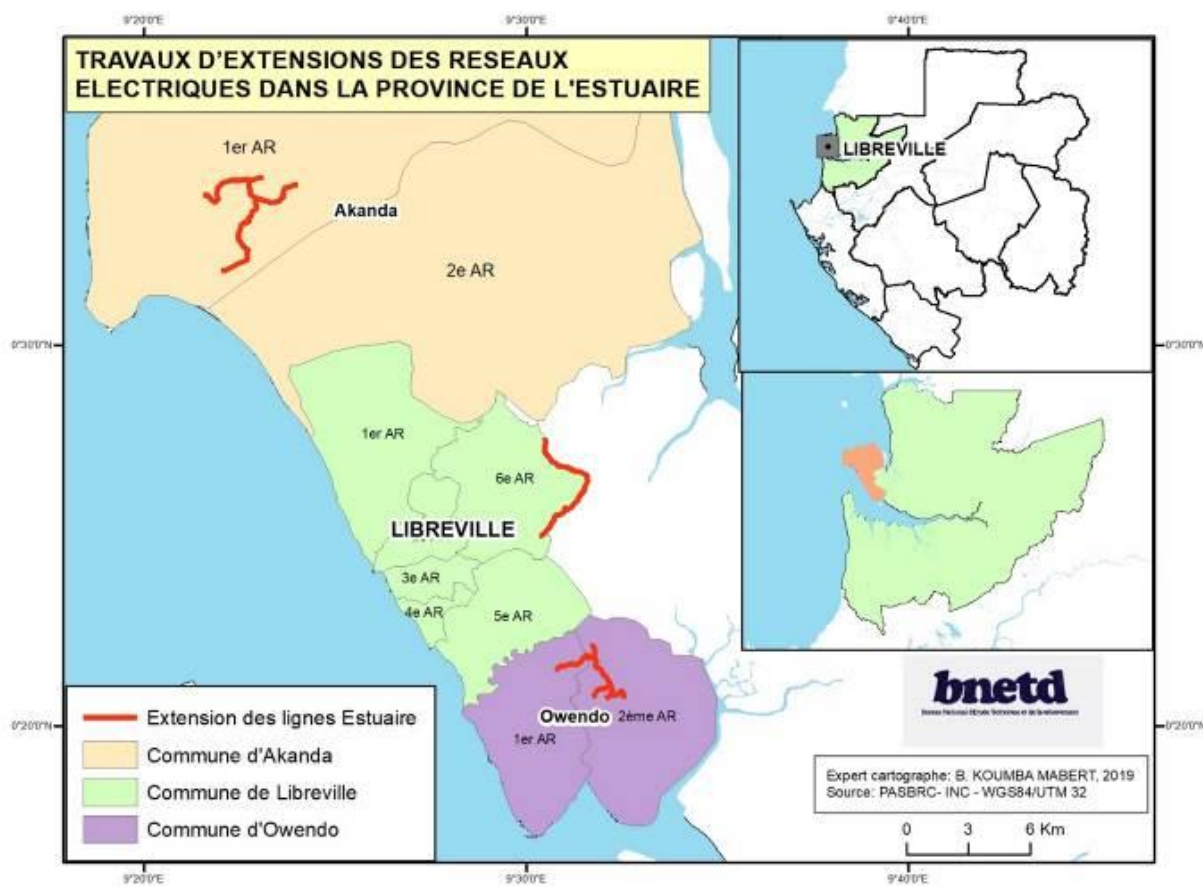 9°20'0"E
9°30'0"E
9°40'0"E
TRAVAUX D'EXTENSIONS DES RESEAUX
ELECTRIQUES DANS LA PROVINCE DE L'ESTUAIRE
1er AR
Akanda
2e AR
LIBREVILLE
0°30'0"N
0°30'0"N
1er AR
6e AR
LIBREVILLE
3e AR
4e AR
5e AR
Owendo
2ème AR
1er AR
0°20'0"N
0°20'0"N
Extension des lignes Estuaire
Commune d'Akanda
Commune de Libreville
Commune d'Owendo
bnetd
Expert cartographe: B. KOUMBA MABERT, 2019
Source: PASBRC- INC - WGS84/UTM 32
0 3 6 Km
9°20'0"E
9°30'0"E
9°40'0"E